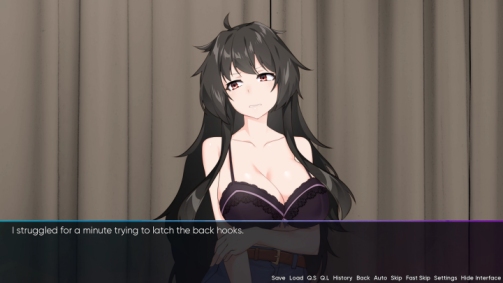 I struggled for a minute trying to latch the back hooks.
Save Load Q.S Q.L History Back Auto Skip Fast Skip Settings Hide Interface